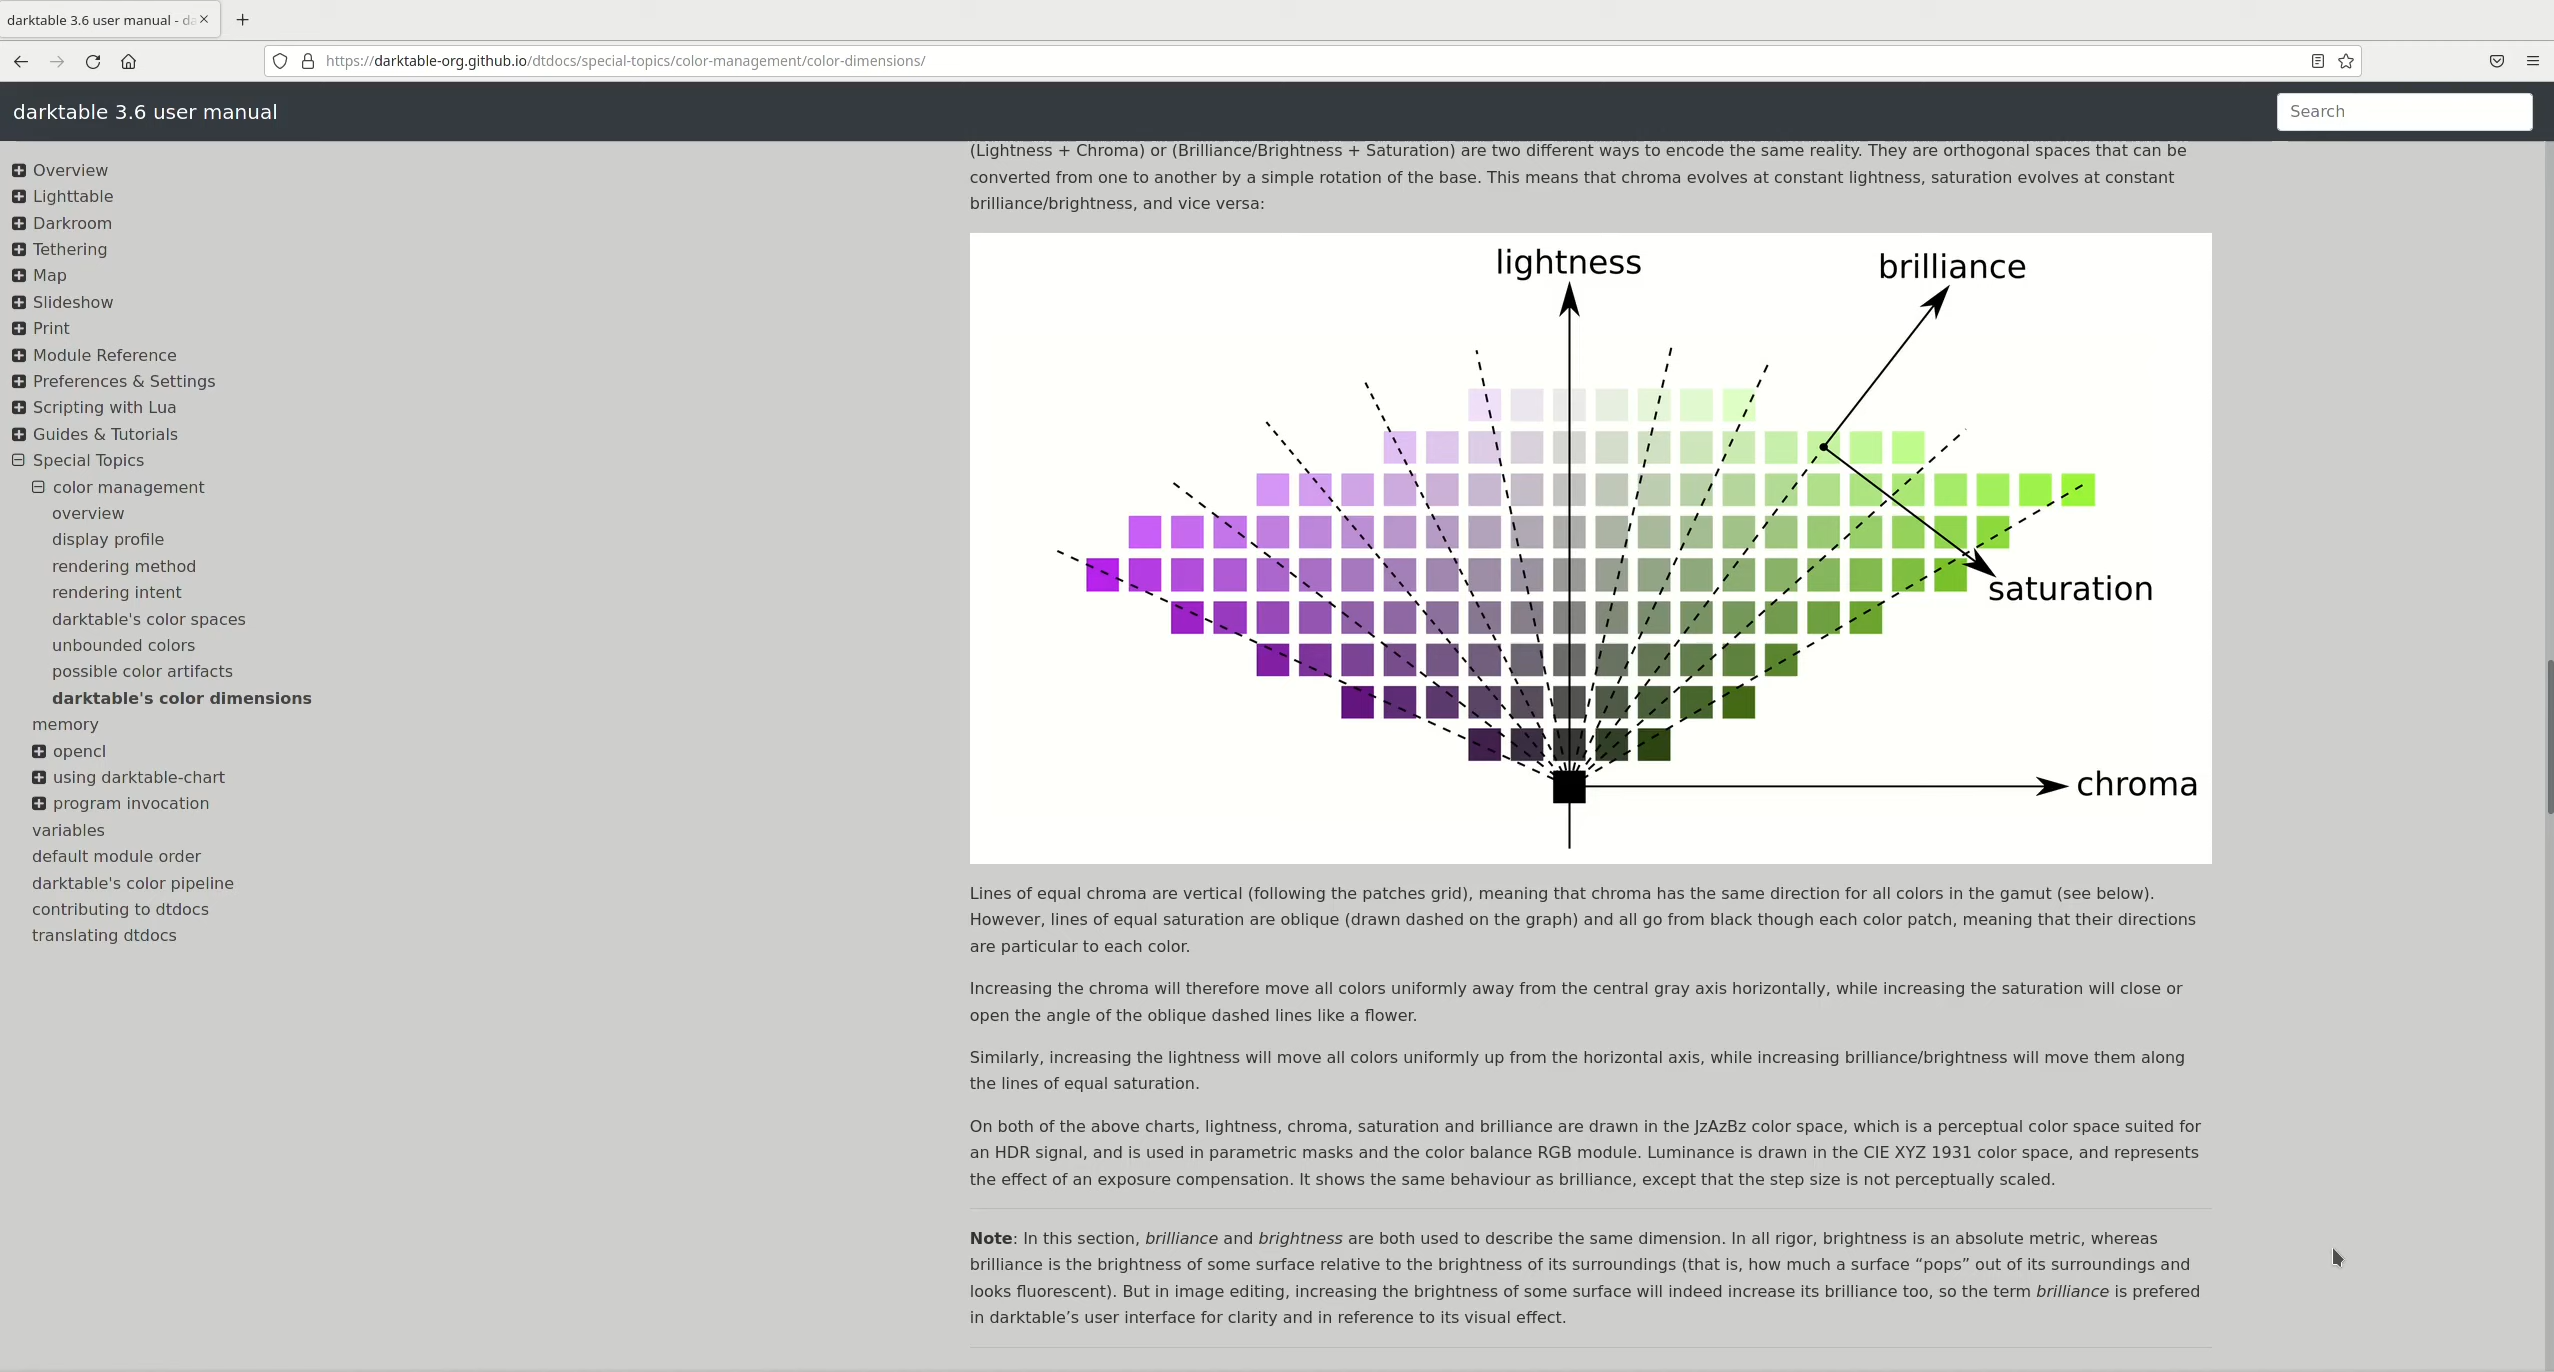 darktable 3.6 user manual - da
https://darktable-org.github.io/dtdocs/special-topics/color-management/color-dimensions/
darktable 3.6 user manual
Search
Overview
Lighttable
Darkroom
Tethering
Map
Slideshow
Print
Module Reference
Preferences & Settings
Scripting with Lua
Guides & Tutorials
Special Topics
color management
overview
display profile
rendering method
rendering intent
darktable's color spaces
unbounded colors
possible color artifacts
darktable's color dimensions
memory
opencl
using darktable-chart
program invocation
variables
default module order
darktable's color pipeline
contributing to dtdocs
translating dtdocs
(Lightness + Chroma) or (Brilliance/Brightness + Saturation) are two different ways to encode the same reality. They are orthogonal spaces that can be
converted from one to another by a simple rotation of the base. This means that chroma evolves at constant lightness, saturation evolves at constant
brilliance/brightness, and vice versa:
lightness
brilliance
saturation
chroma
Lines of equal chroma are vertical (following the patches grid), meaning that chroma has the same direction for all colors in the gamut (see below).
However, lines of equal saturation are oblique (drawn dashed on the graph) and all go from black though each color patch, meaning that their directions
are particular to each color.
Increasing the chroma will therefore move all colors uniformly away from the central gray axis horizontally, while increasing the saturation will close or
open the angle of the oblique dashed lines like a flower.
Similarly, increasing the lightness will move all colors uniformly up from the horizontal axis, while increasing brilliance/brightness will move them along
the lines of equal saturation.
On both of the above charts, lightness, chroma, saturation and brilliance are drawn in the JzAzBz color space, which is a perceptual color space suited for
an HDR signal, and is used in parametric masks and the color balance RGB module. Luminance is drawn in the CIE XYZ 1931 color space, and represents
the effect of an exposure compensation. It shows the same behaviour as brilliance, except that the step size is not perceptually scaled.
Note: In this section, brilliance and brightness are both used to describe the same dimension. In all rigor, brightness is an absolute metric, whereas
brilliance is the brightness of some surface relative to the brightness of its surroundings (that is, how much a surface “pops” out of its surroundings and
looks fluorescent). But in image editing, increasing the brightness of some surface will indeed increase its brilliance too, so the term brilliance is prefered
in darktable’s user interface for clarity and in reference to its visual effect.